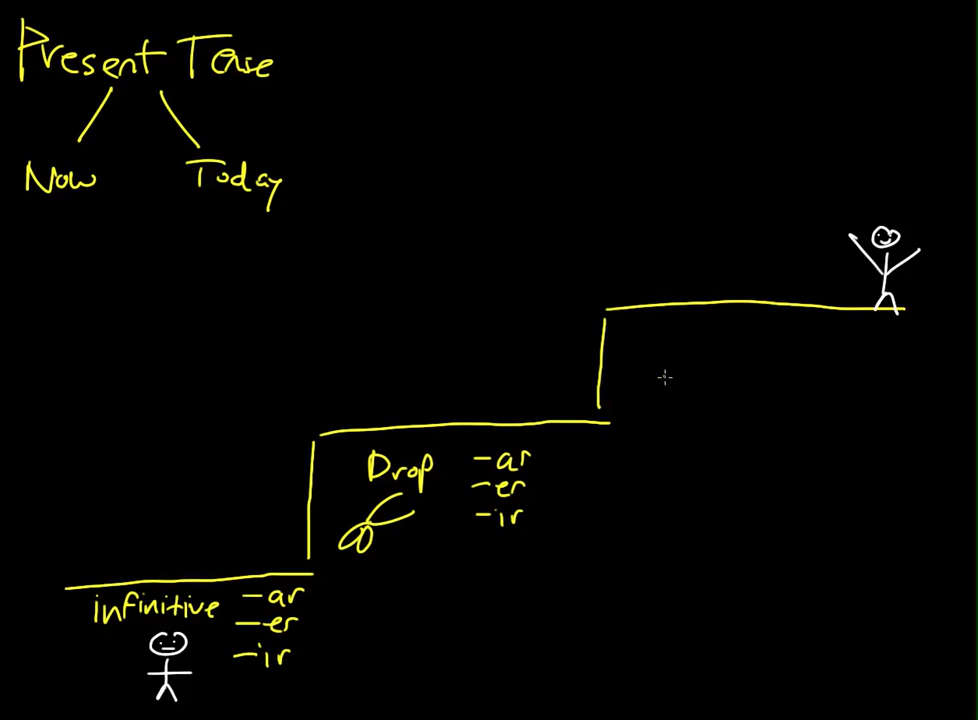 Present Tense
Now Today
Drop -ar
-er
-ir
infinitive -ar
-er
-ir